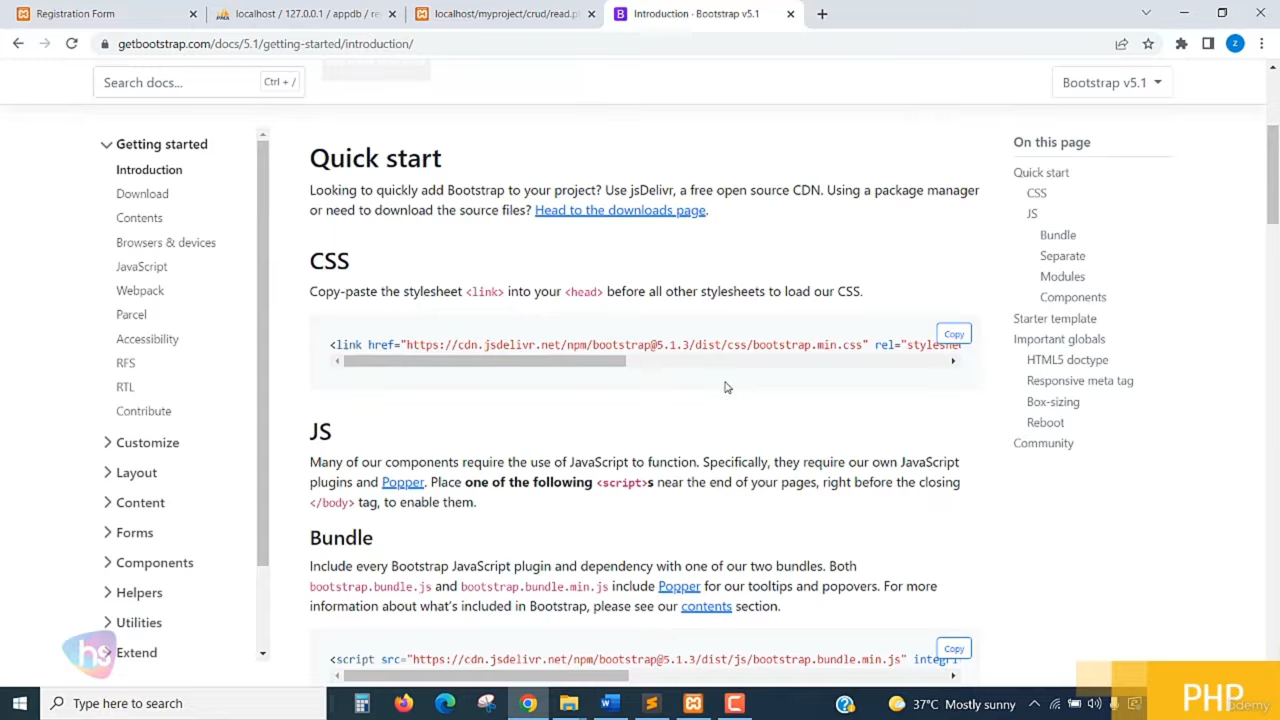 Registration Form
localhost / 127.0.0.1 / appdb / re
localhost/myproject/crud/read.p
Introduction · Bootstrap v5.1
getbootstrap.com/docs/5.1/getting-started/introduction/
Z
Search docs...
Ctrl + /
Bootstrap v5.1
Getting started
Introduction
Download
Contents
Browsers & devices
JavaScript
Webpack
Parcel
Accessibility
RFS
RTL
Contribute
Customize
Layout
Content
Forms
Components
Helpers
Utilities
Extend
Quick start
Looking to quickly add Bootstrap to your project? Use jsDelivr, a free open source CDN. Using a package manager
or need to download the source files? Head to the downloads page.
CSS
Copy-paste the stylesheet <link> into your <head> before all other stylesheets to load our CSS.
Copy
<link href="https://cdn.jsdelivr.net/npm/bootstrap@5.1.3/dist/css/bootstrap.min.css" rel="styleshe
JS
Many of our components require the use of JavaScript to function. Specifically, they require our own JavaScript
plugins and Popper. Place one of the following <script>s near the end of your pages, right before the closing
</body> tag, to enable them.
Bundle
Include every Bootstrap JavaScript plugin and dependency with one of our two bundles. Both
bootstrap.bundle.js and bootstrap.bundle.min.js include Popper for our tooltips and popovers. For more
information about what's included in Bootstrap, please see our contents section.
Copy
<script src="https://cdn.jsdelivr.net/npm/bootstrap@5.1.3/dist/js/bootstrap.bundle.min.js" integri
On this page
Quick start
CSS
JS
Bundle
Separate
Modules
Components
Starter template
Important globals
HTML5 doctype
Responsive meta tag
Box-sizing
Reboot
Community
hs
Type here to search
37°C Mostly sunny
PHP
ûdemy